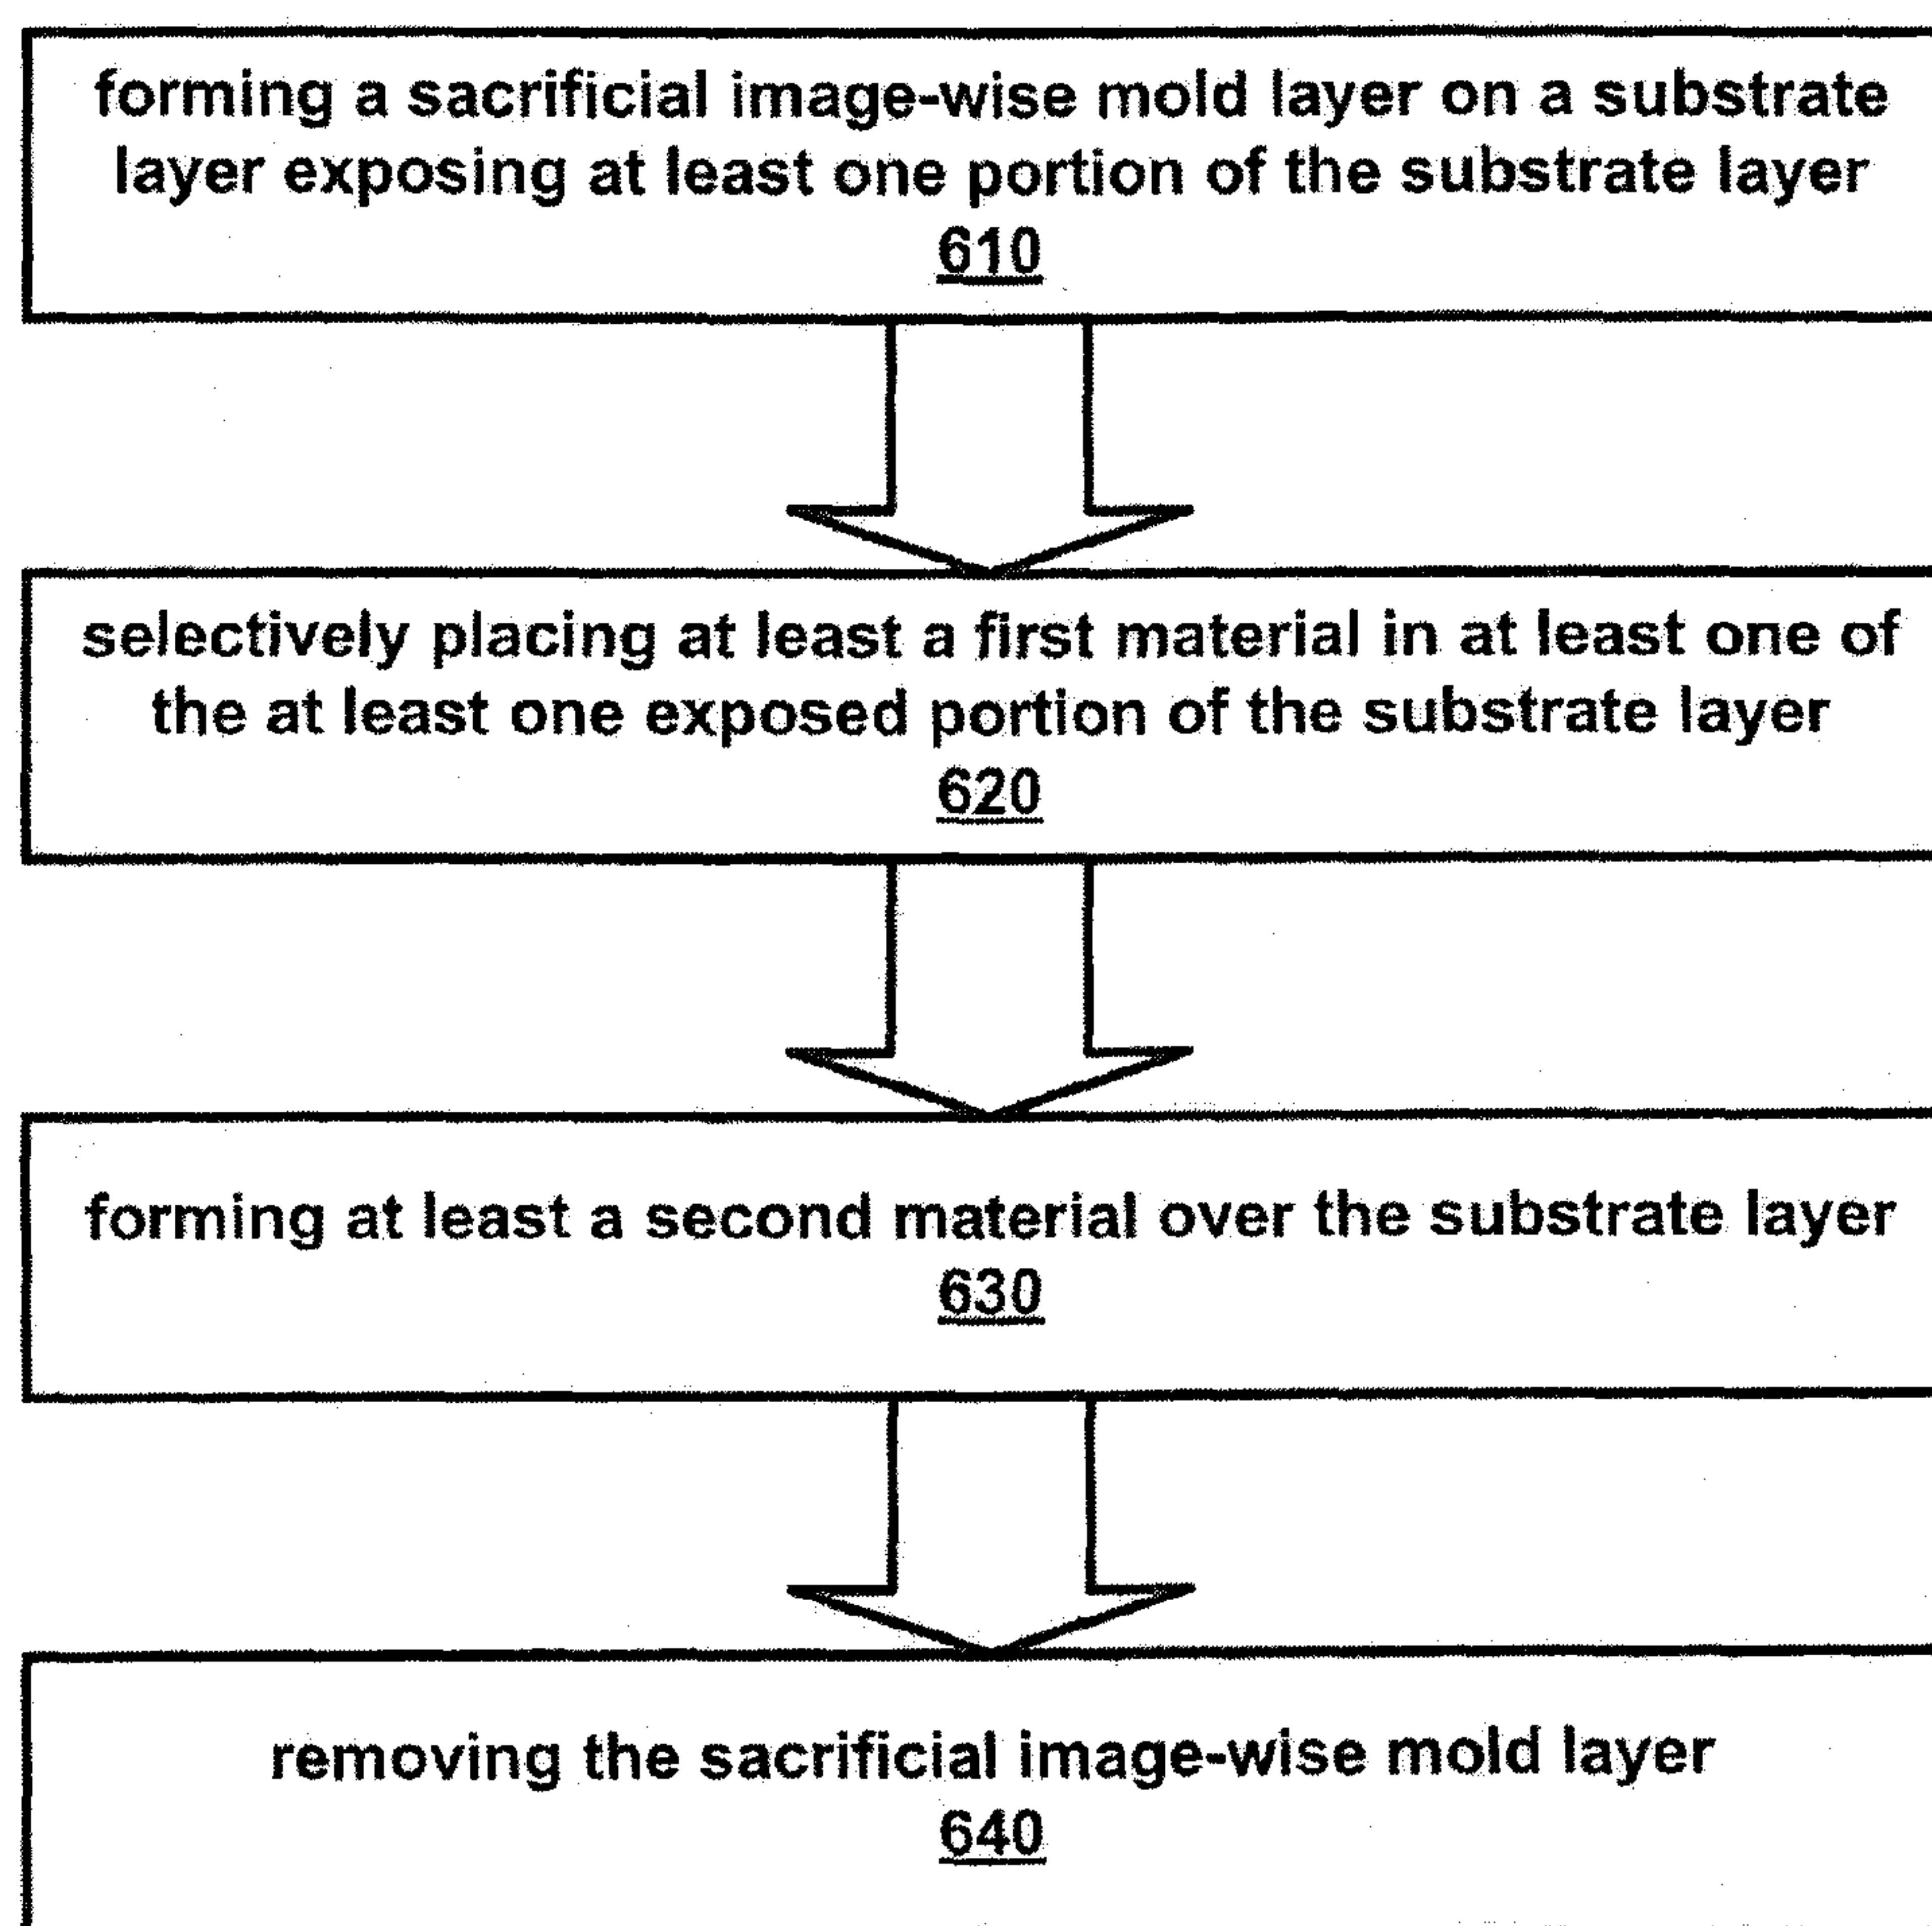 forming a sacrificial image-wise mold layer on a substrate
layer exposing at least one portion of the substrate layer
610
selectively placing at least a first material in at least one of
the at least one exposed portion of the substrate layer
620
forming at least a second material over the substrate layer
630
removing the sacrificial image-wise mold layer
640